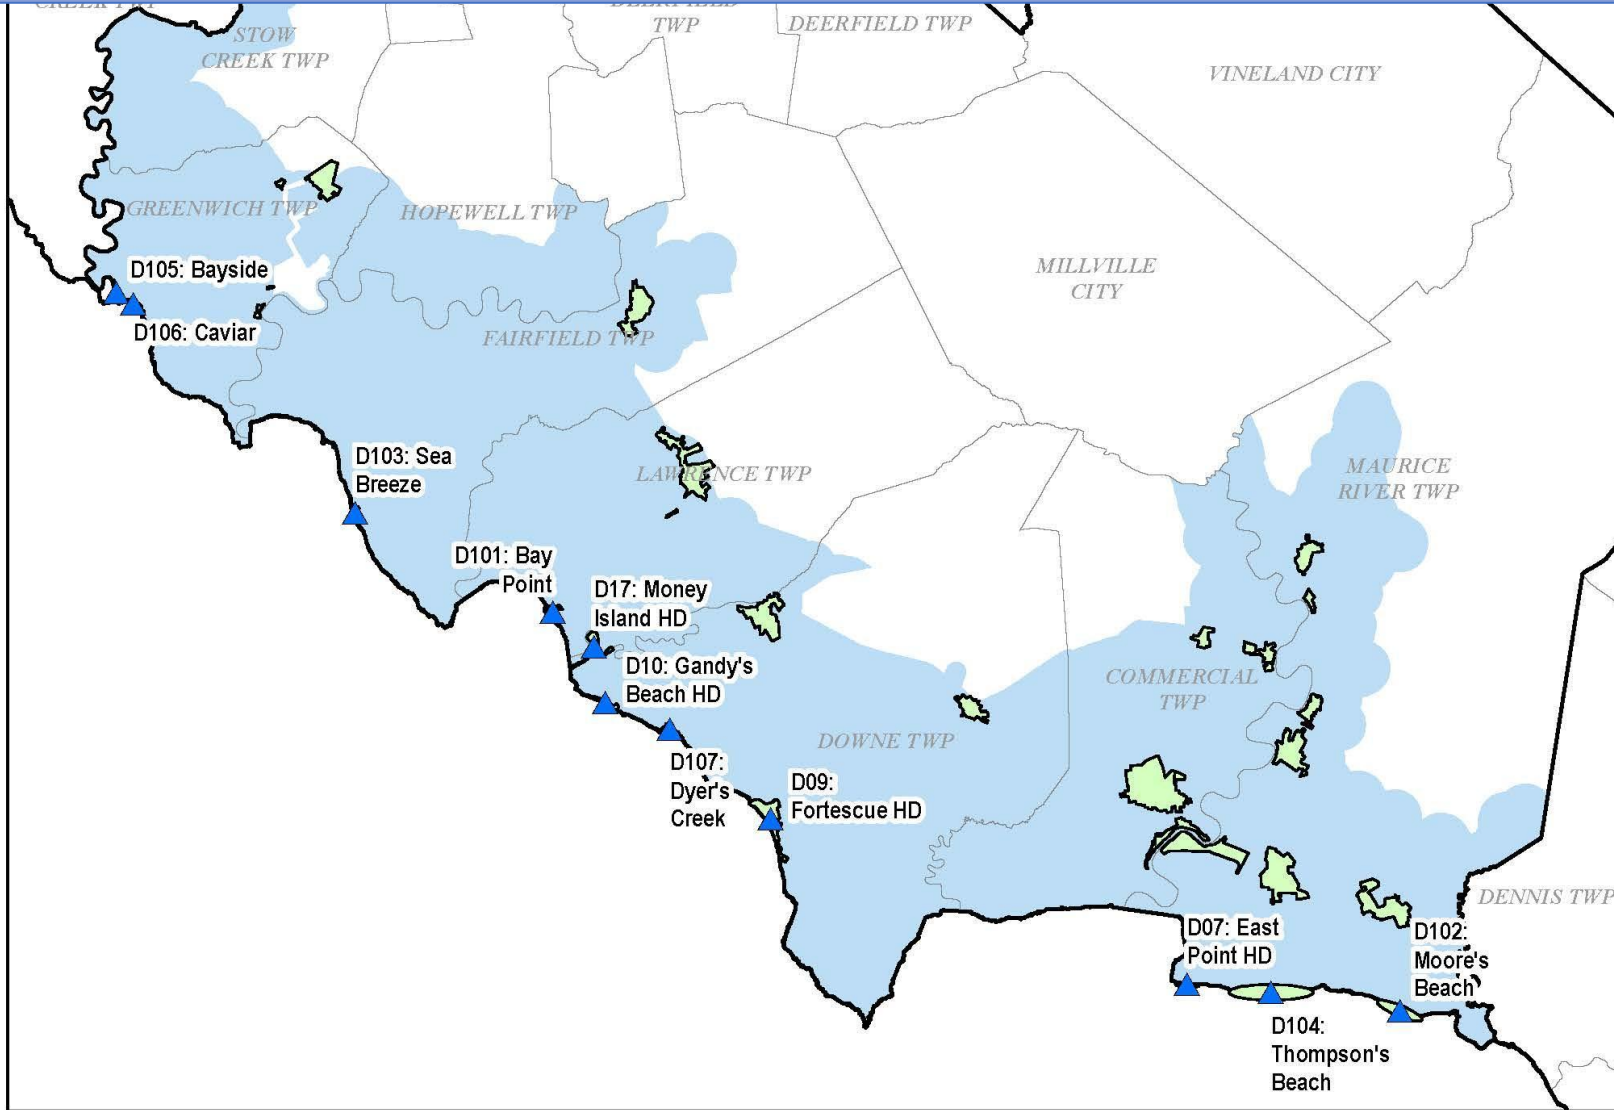 CREEK TWP
STOW
CREEK TWP
DEERFIELD
TWP
DEERFIELD TWP
VINELAND CITY
GREENWICH TWP
HOPEWELL TWP
MILLVILLE
CITY
D105: Bayside
D106: Caviar
FAIRFIELD TWP
D103: Sea
Breeze
LAWRENCE TWP
MAURICE
RIVER TWP
D101: Bay
Point
D17: Money
Island HD
D10: Gandy's
Beach HD
COMMERCIAL
TWP
DOWNE TWP
D107:
Dyer's
Creek
D09:
Fortescue HD
DENNIS TWP
D07: East
Point HD
D102:
Moore's
Beach
D104:
Thompson's
Beach